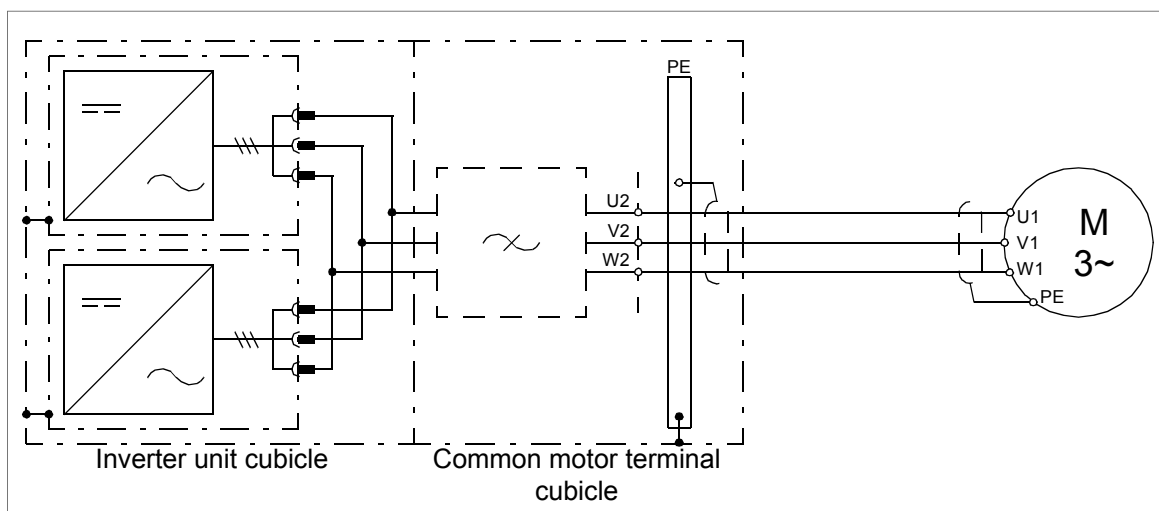 PE
U2
V2
W2
U1
V1
W1
PE
M
3~
Inverter unit cubicle
Common motor terminal
cubicle